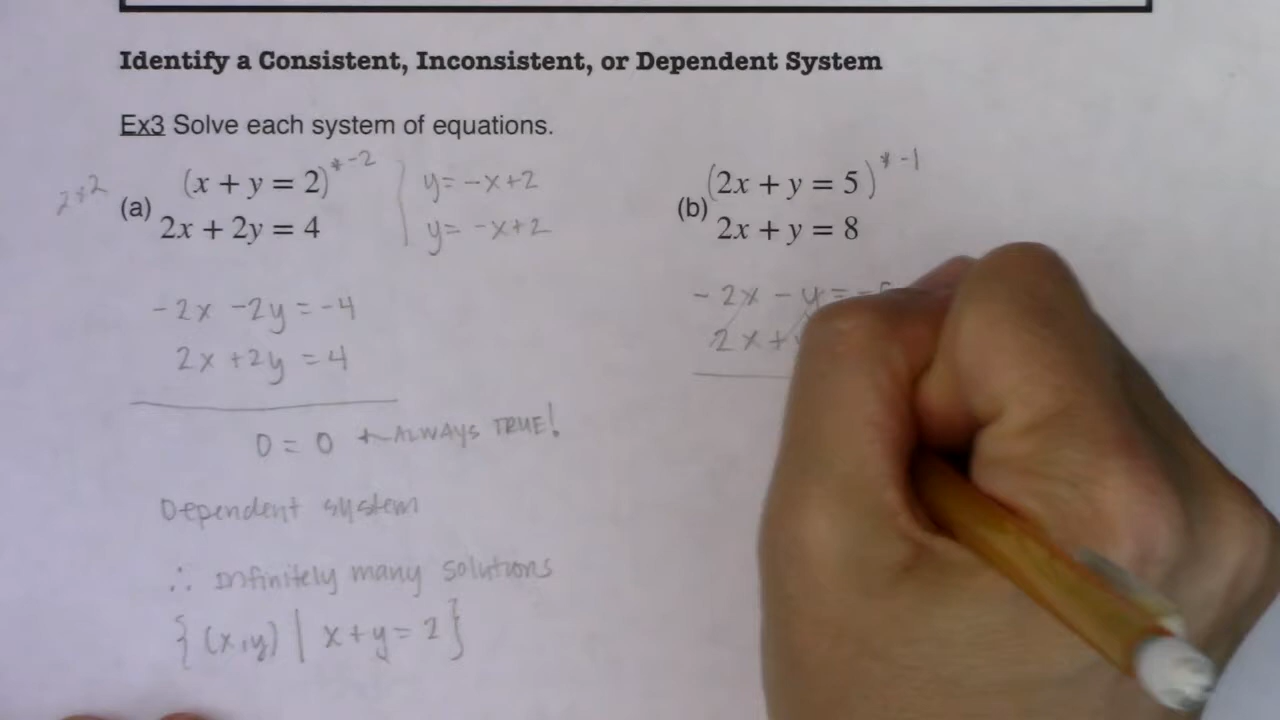 Identify a Consistent, Inconsistent, or Dependent System
Ex3 Solve each system of equations.
2x2
(a)
(x + y = 2)*-2
2x + 2y = 4
y = -x+2
y = -x+2
-2x -2y = -4
2x +2y = 4
0 = 0 ← ALWAYS TRUE!
Dependent system
∴ infinitely many solutions
{(x,y) | x+y = 2}
(b)
(2x + y = 5)*-1
2x + y = 8
-2x - y = -5
2x +